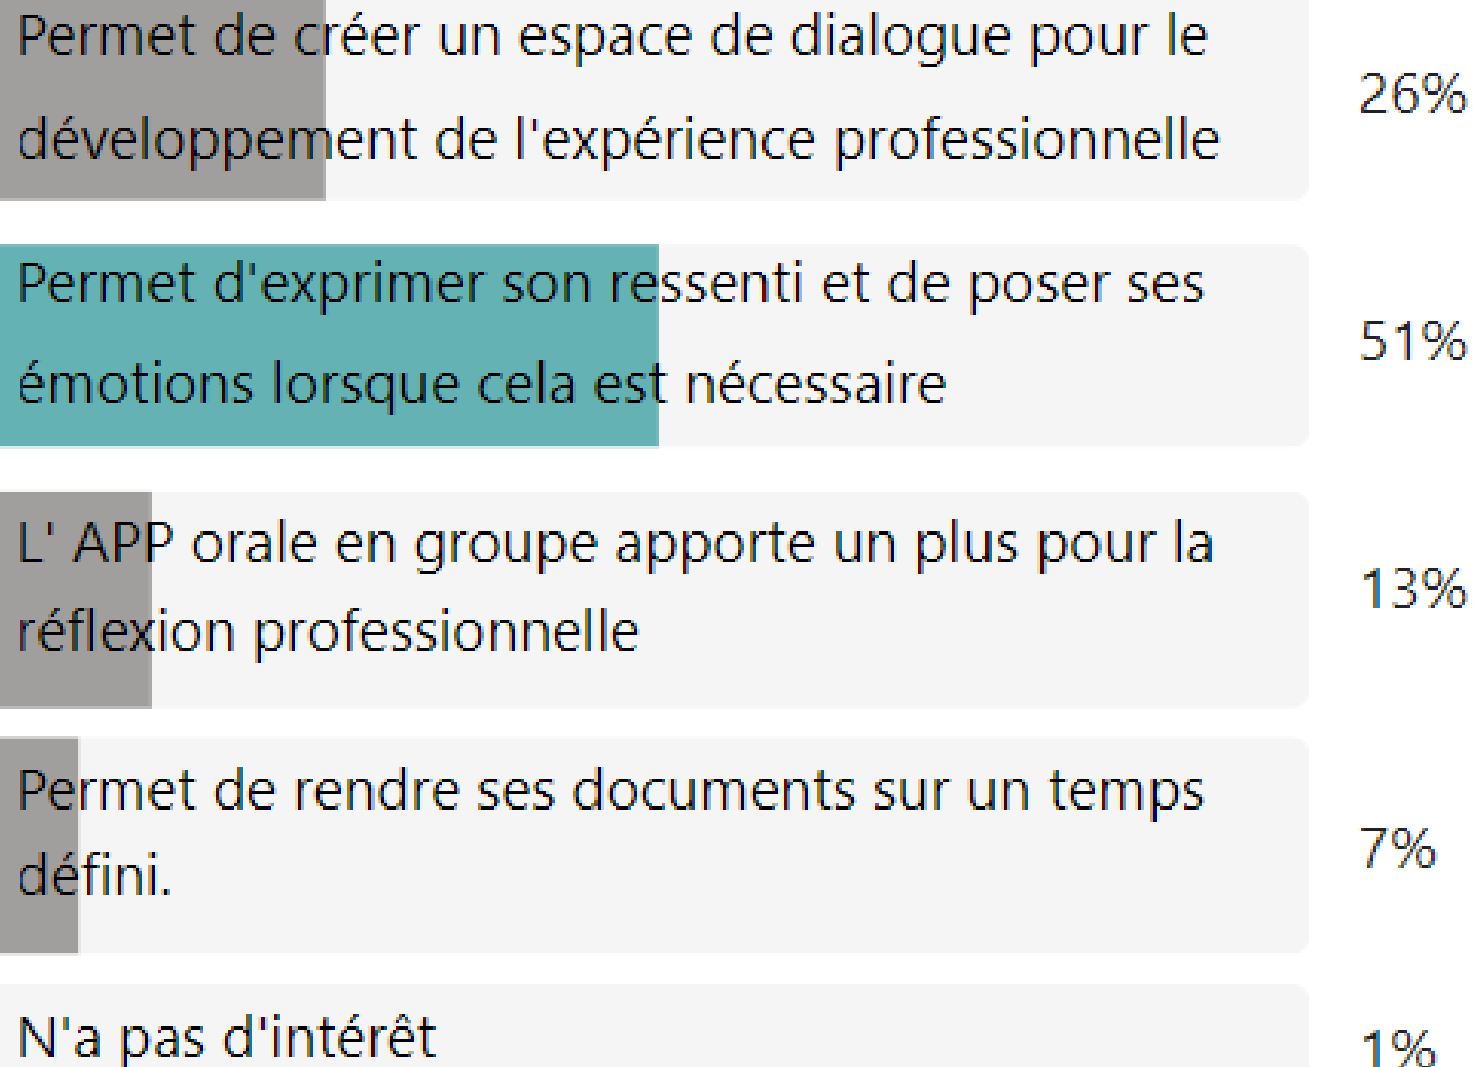 Permet de créer un espace de dialogue pour le
développement de l'expérience professionnelle
26%
Permet d'exprimer son ressenti et de poser ses
émotions lorsque cela est nécessaire
51%
L' APP orale en groupe apporte un plus pour la
réflexion professionnelle
13%
Permet de rendre ses documents sur un temps
défini.
7%
N'a pas d'intérêt
1%